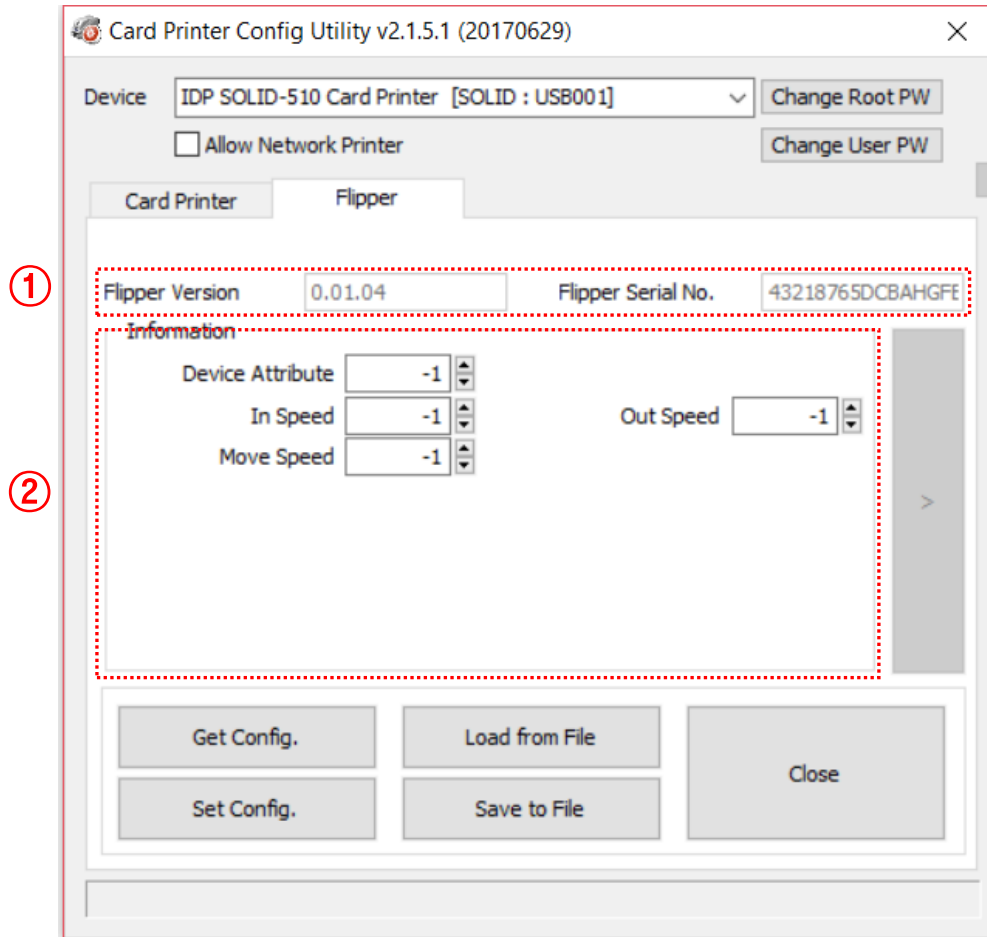 Card Printer Config Utility v2.1.5.1 (20170629)
Device IDP SOLID-510 Card Printer [SOLID : USB001] Change Root PW
Allow Network Printer Change User PW
Card Printer Flipper
① Flipper Version 0.01.04 Flipper Serial No. 43218765DCBAHGFE
Information
Device Attribute -1
In Speed -1 Out Speed -1
Move Speed -1
②
>
Get Config. Load from File
Close
Set Config. Save to File